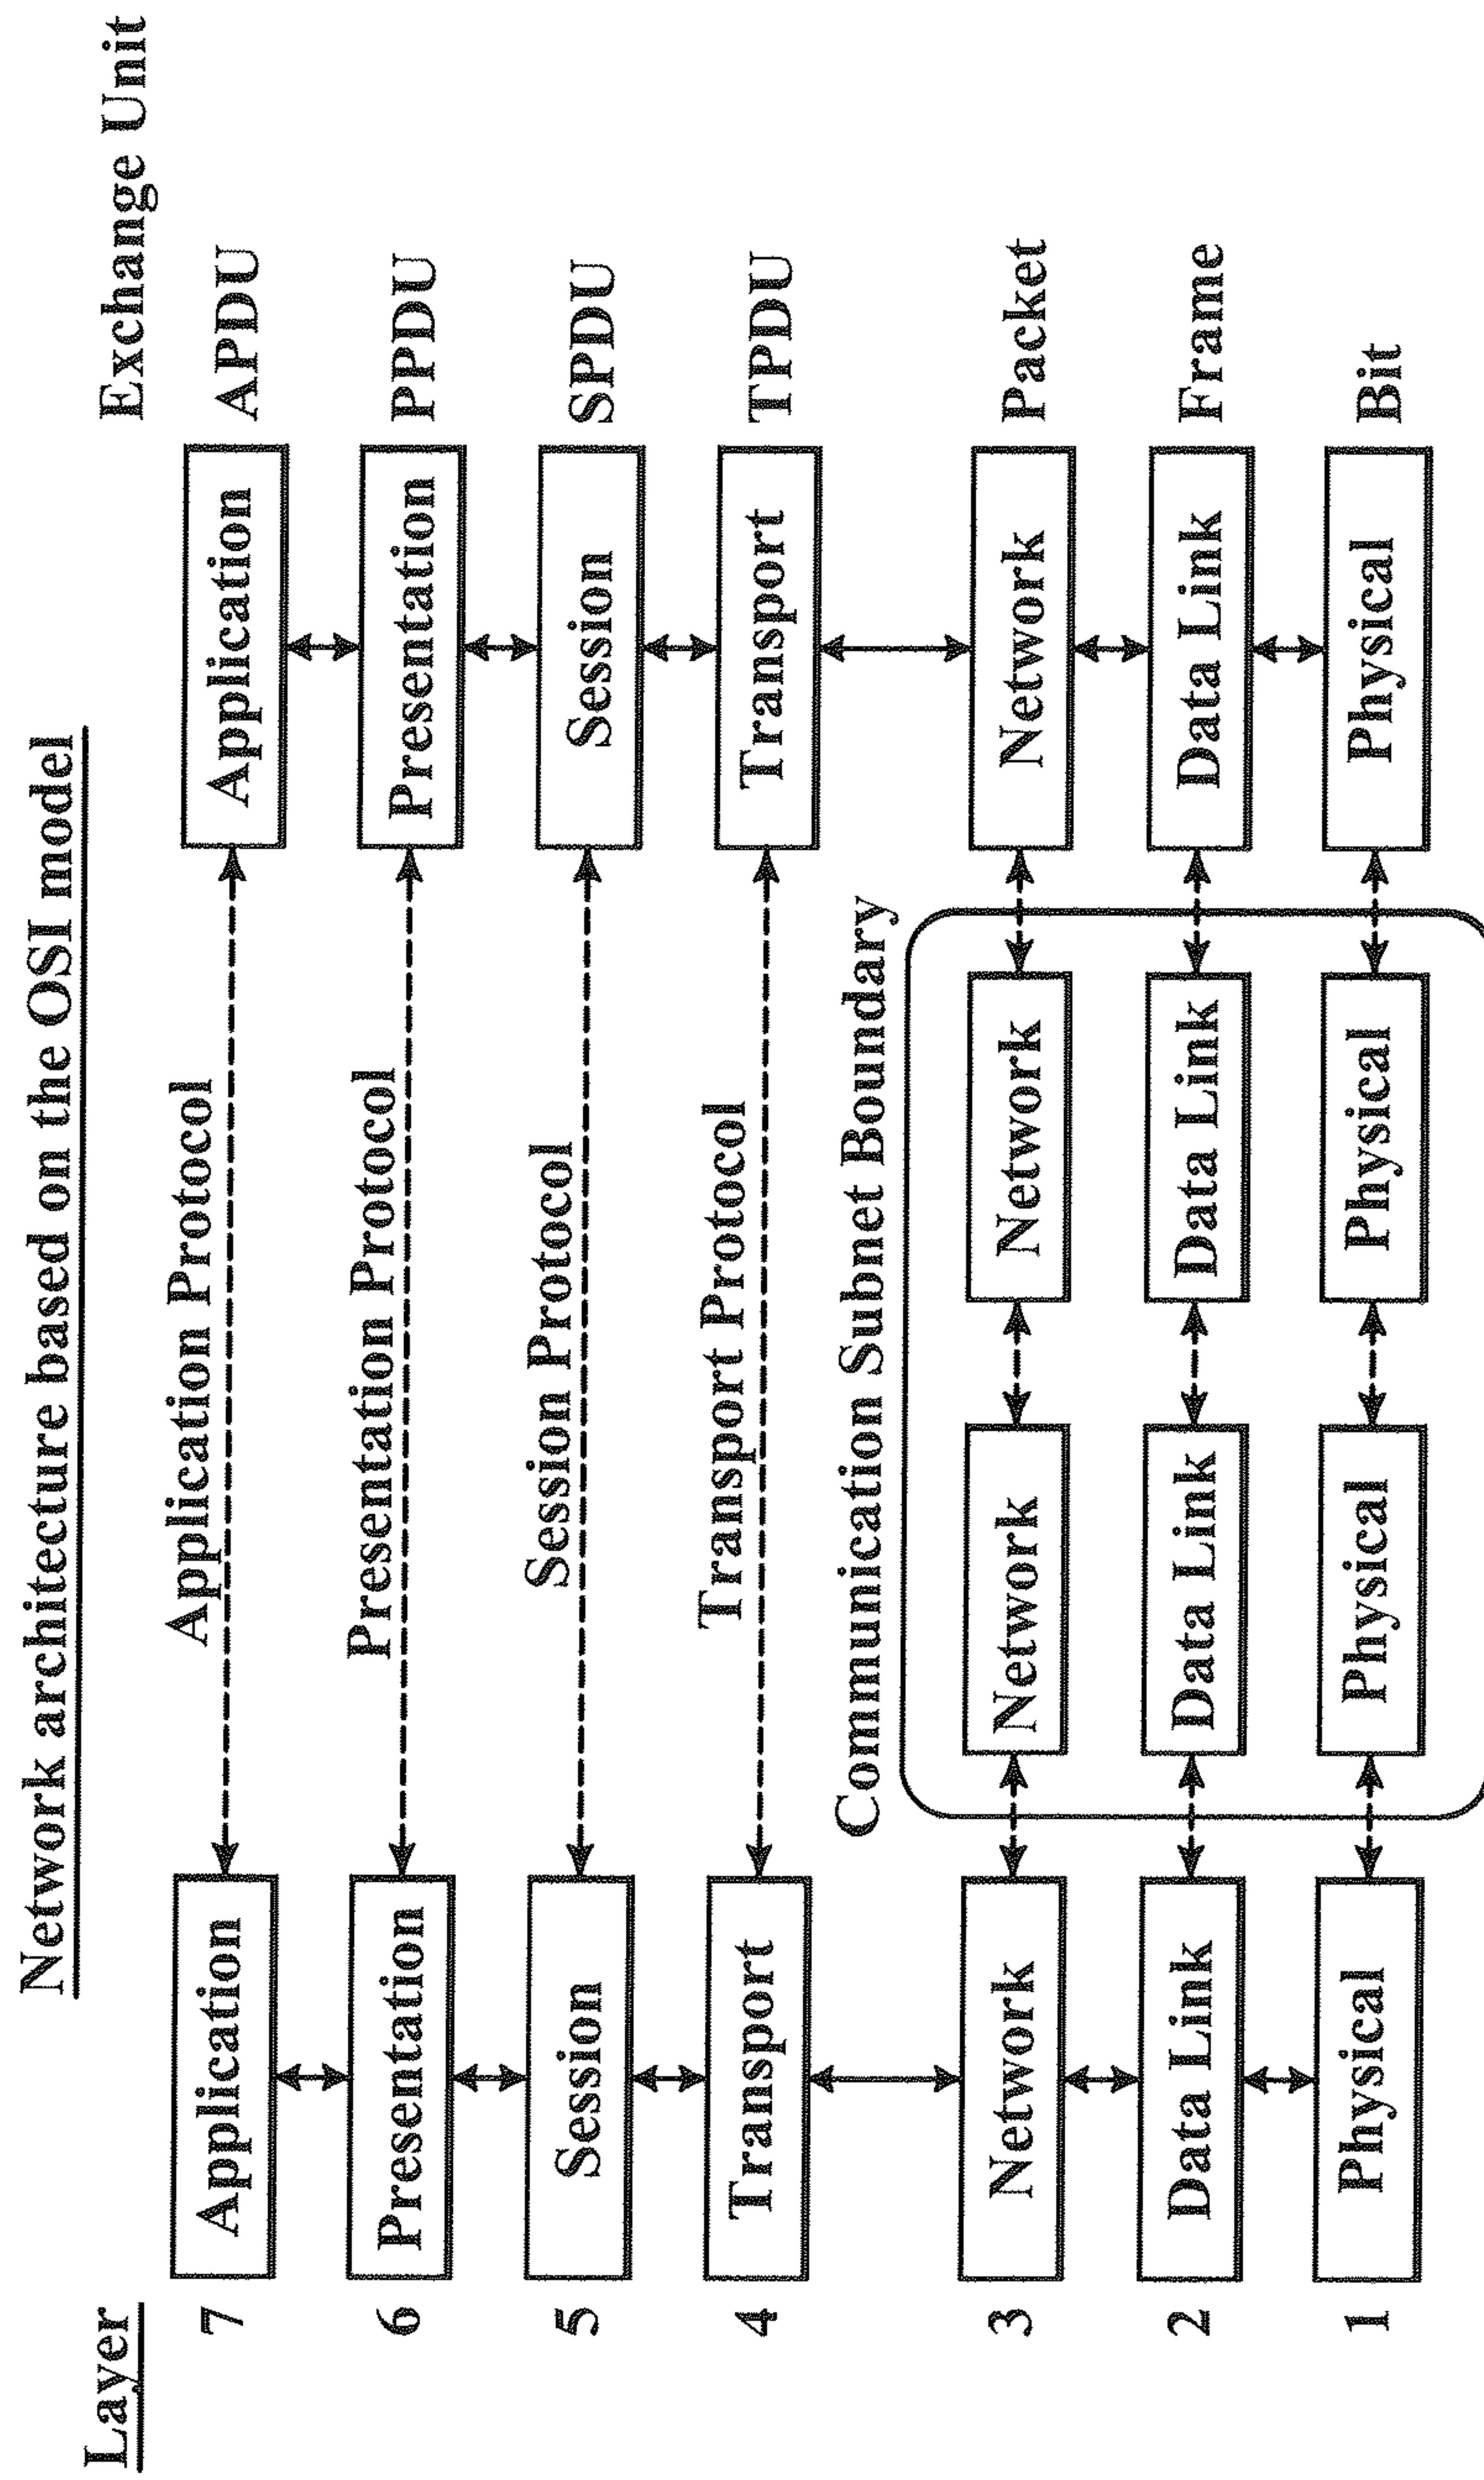 Network architecture based on the OSI model
Layer
Exchange Unit
7
Application
Application Protocol
Application
APDU
6
Presentation
Presentation Protocol
Presentation
PPDU
5
Session
Session Protocol
Session
SPDU
4
Transport
Transport Protocol
Transport
TPDU
Communication Subnet Boundary
3
Network
Network
Network
Network
Packet
2
Data Link
Data Link
Data Link
Data Link
Frame
1
Physical
Physical
Physical
Physical
Bit